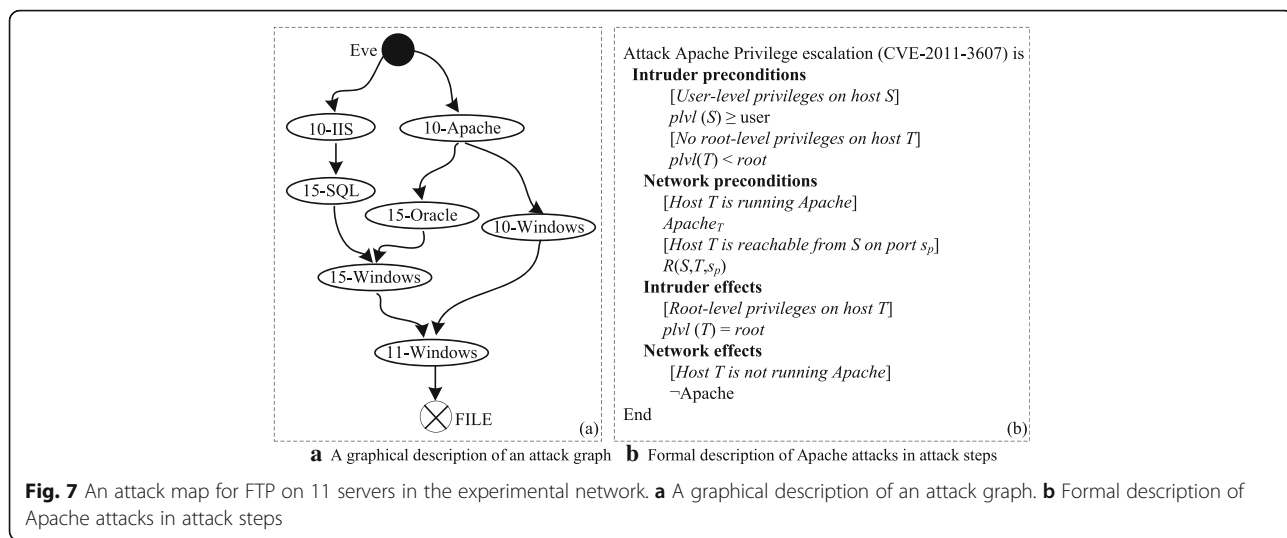 Eve
10-IIS
10-Apache
15-SQL
15-Oracle
10-Windows
15-Windows
11-Windows
FILE
(a)
Attack Apache Privilege escalation (CVE-2011-3607) is
Intruder preconditions
[User-level privileges on host S]
plvl (S) ≥ user
[No root-level privileges on host T]
plvl(T) < root
Network preconditions
[Host T is running Apache]
Apache_T
[Host T is reachable from S on port s_p]
R(S,T,s_p)
Intruder effects
[Root-level privileges on host T]
plvl (T) = root
Network effects
[Host T is not running Apache]
¬Apache
End
(b)
a A graphical description of an attack graph b Formal description of Apache attacks in attack steps
Fig. 7 An attack map for FTP on 11 servers in the experimental network. a A graphical description of an attack graph. b Formal description of
Apache attacks in attack steps